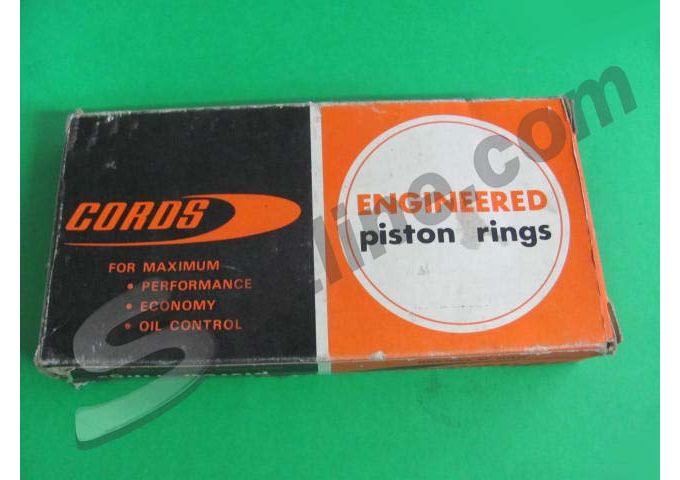 CORDS
FOR MAXIMUM
• PERFORMANCE
• ECONOMY
• OIL CONTROL
ENGINEERED
piston rings